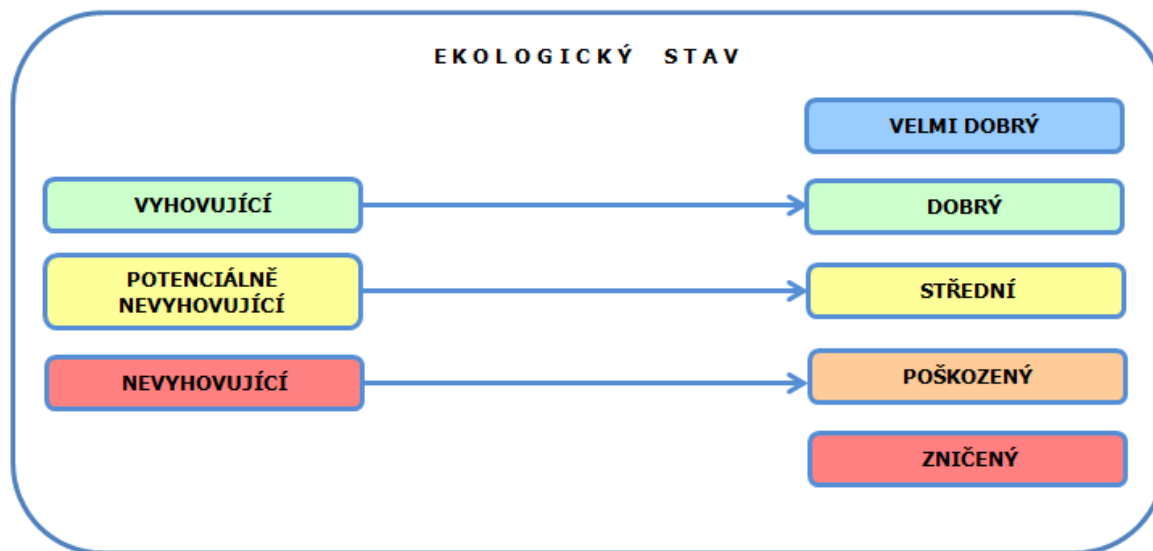 EKOLOGICKÝ STAV
VELMI DOBRÝ
VYHOVUJÍCÍ
DOBRÝ
POTENCIÁLNĚ
NEVYHOVUJÍCÍ
STŘEDNÍ
NEVYHOVUJÍCÍ
POŠKOZENÝ
ZNIČENÝ